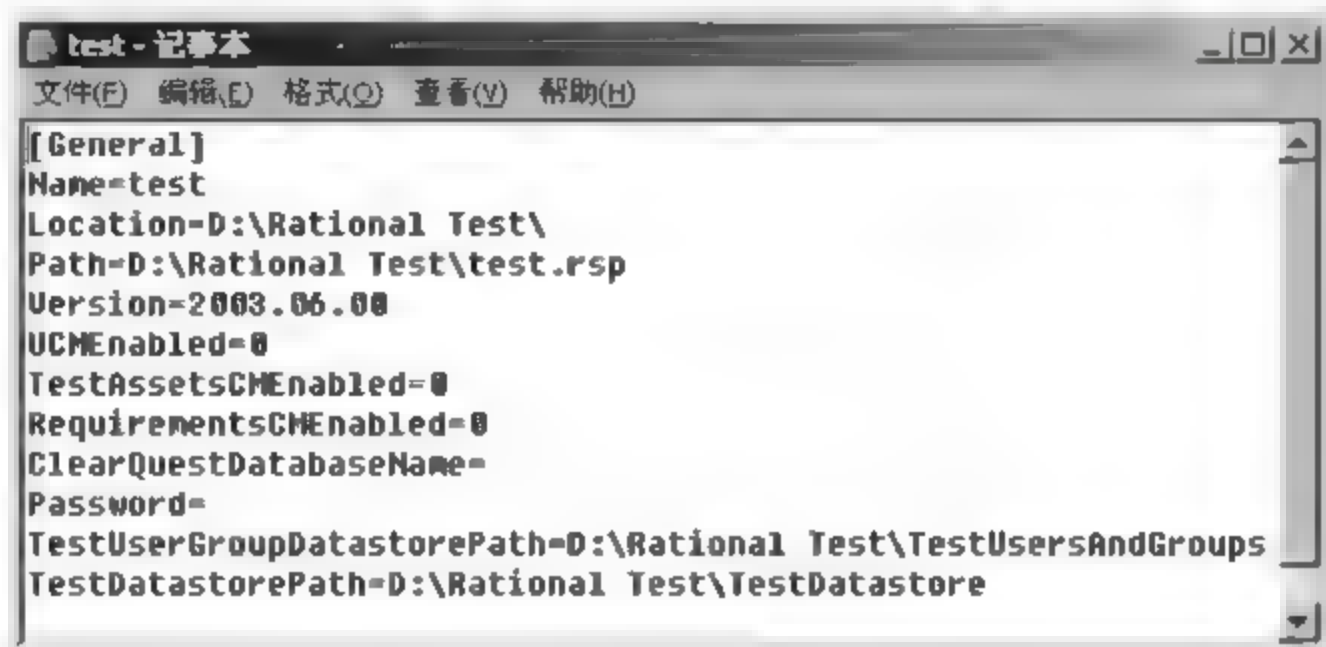 test - 记事本
文件(F) 编辑(E) 格式(O) 查看(V) 帮助(H)
[General]
Name=test
Location=D:\Rational Test\
Path=D:\Rational Test\test.rsp
Version=2003.06.00
UCMEnabled=0
TestAssetsCMEnabled=0
RequirementsCMEnabled=0
ClearQuestDatabaseName=
Password=
TestUserGroupDatastorePath=D:\Rational Test\TestUsersAndGroups
TestDatastorePath=D:\Rational Test\TestDatastore